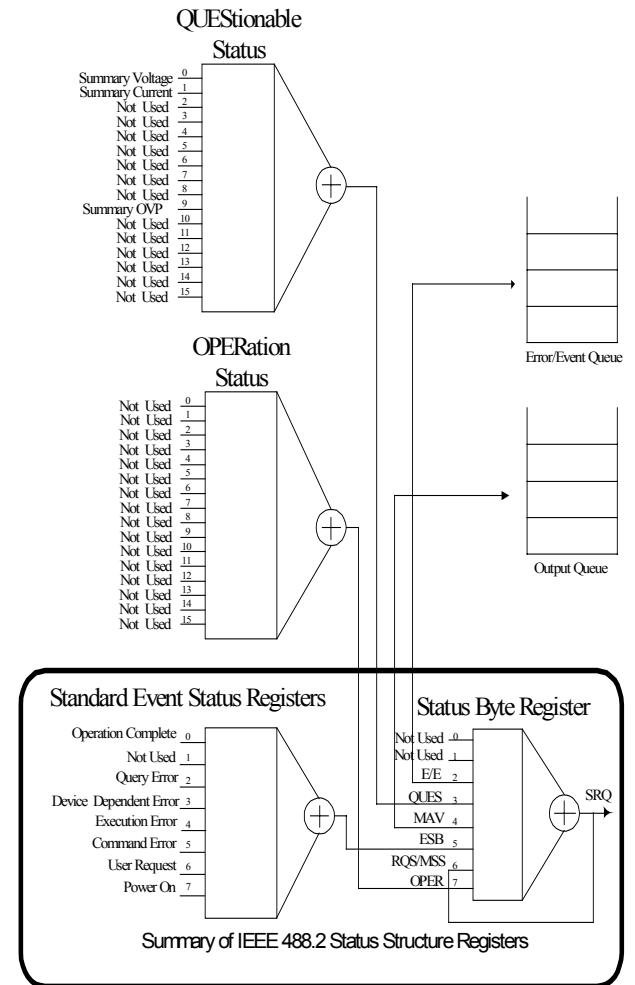 QUEStionable
Status
Summary Voltage 0
Summary Current 1
Not Used 2
Not Used 3
Not Used 4
Not Used 5
Not Used 6
Not Used 7
Not Used 8
Summary OVP 9
Not Used 10
Not Used 11
Not Used 12
Not Used 13
Not Used 14
Not Used 15
Error/Event Queue
OPERation
Status
Not Used 0
Not Used 1
Not Used 2
Not Used 3
Not Used 4
Not Used 5
Not Used 6
Not Used 7
Not Used 8
Not Used 9
Not Used 10
Not Used 11
Not Used 12
Not Used 13
Not Used 14
Not Used 15
Output Queue
Standard Event Status Registers
Operation Complete 0
Not Used 1
Query Error 2
Device Dependent Error 3
Execution Error 4
Command Error 5
User Request 6
Power On 7
Status Byte Register
Not Used 0
Not Used 1
E/E 2
QUES 3
MAV 4
ESB 5
RQS/MSS 6
OPER 7
SRQ
Summary of IEEE 488.2 Status Structure Registers